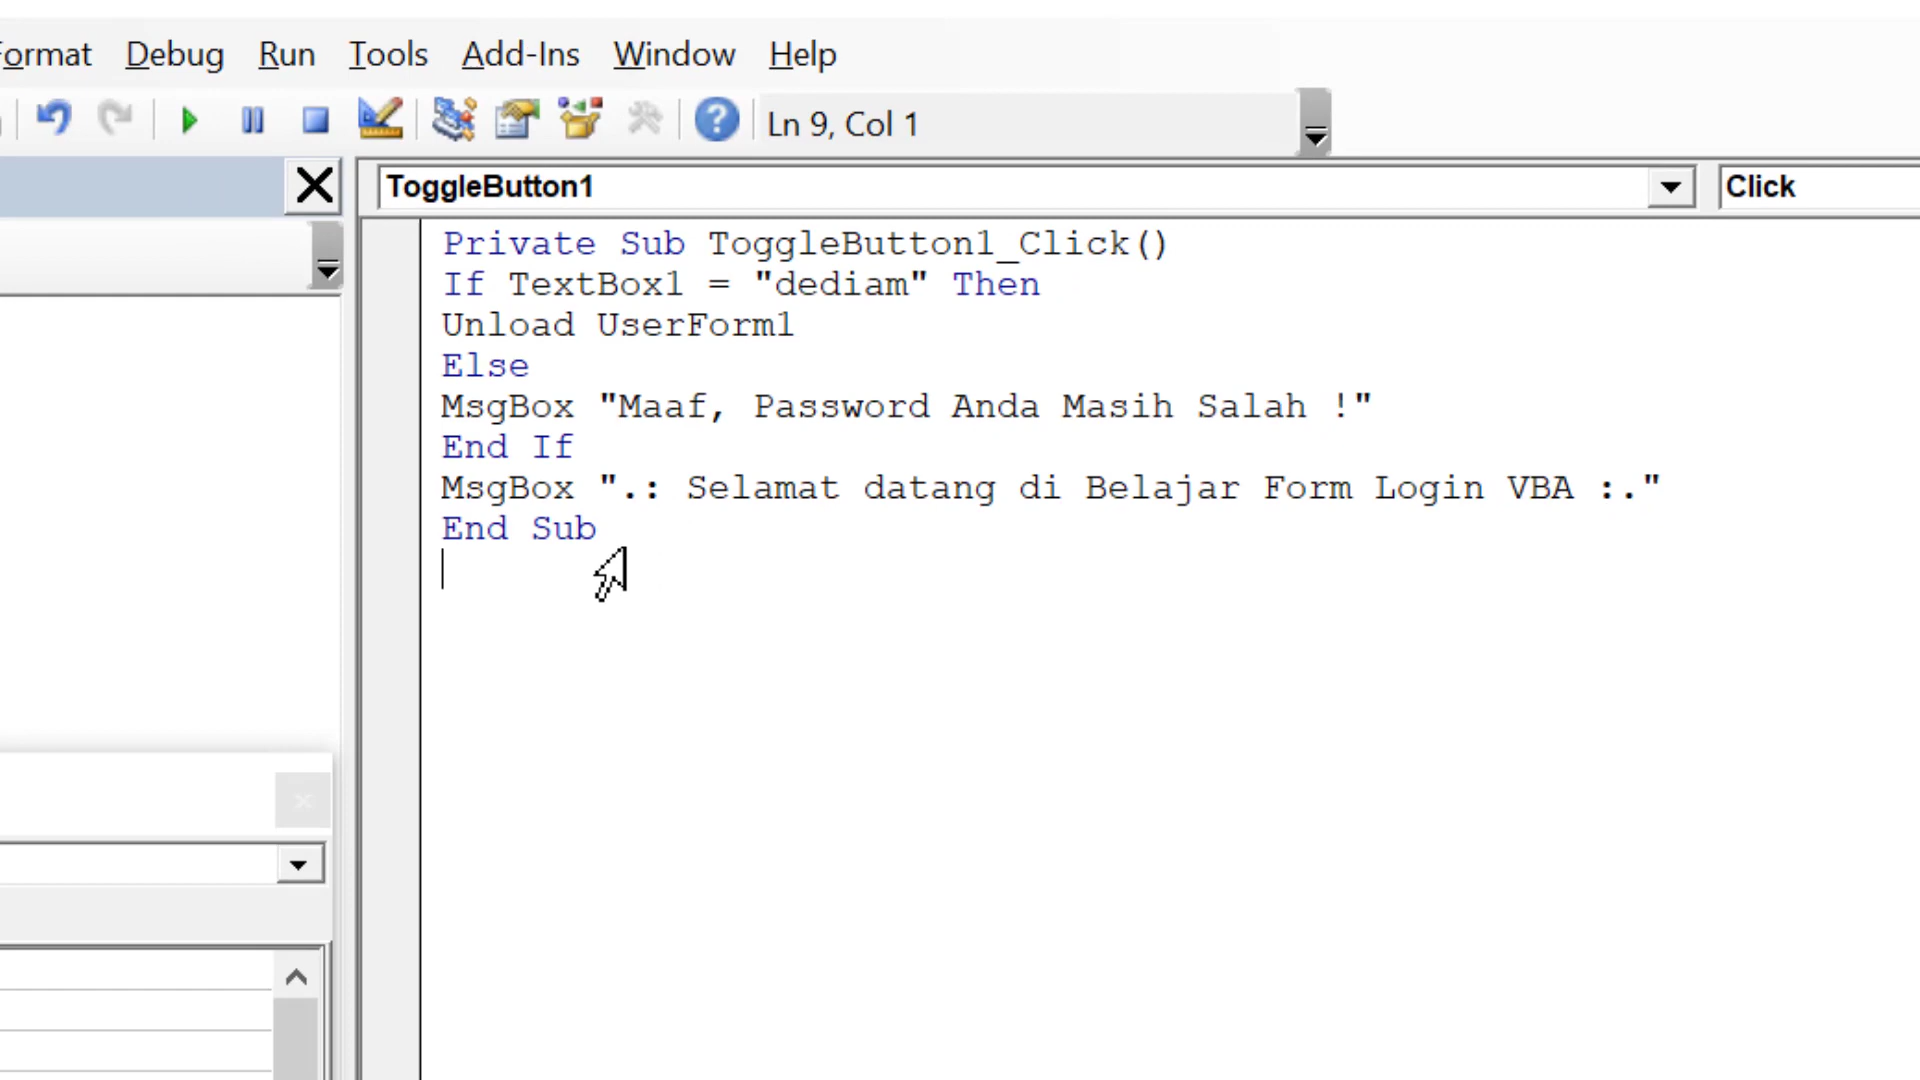 Format Debug Run Tools Add-Ins Window Help
Ln 9, Col 1
ToggleButton1 Click
Private Sub ToggleButton1_Click()
If TextBox1 = "dediam" Then
Unload UserForm1
Else
MsgBox "Maaf, Password Anda Masih Salah !"
End If
MsgBox ".: Selamat datang di Belajar Form Login VBA :."
End Sub